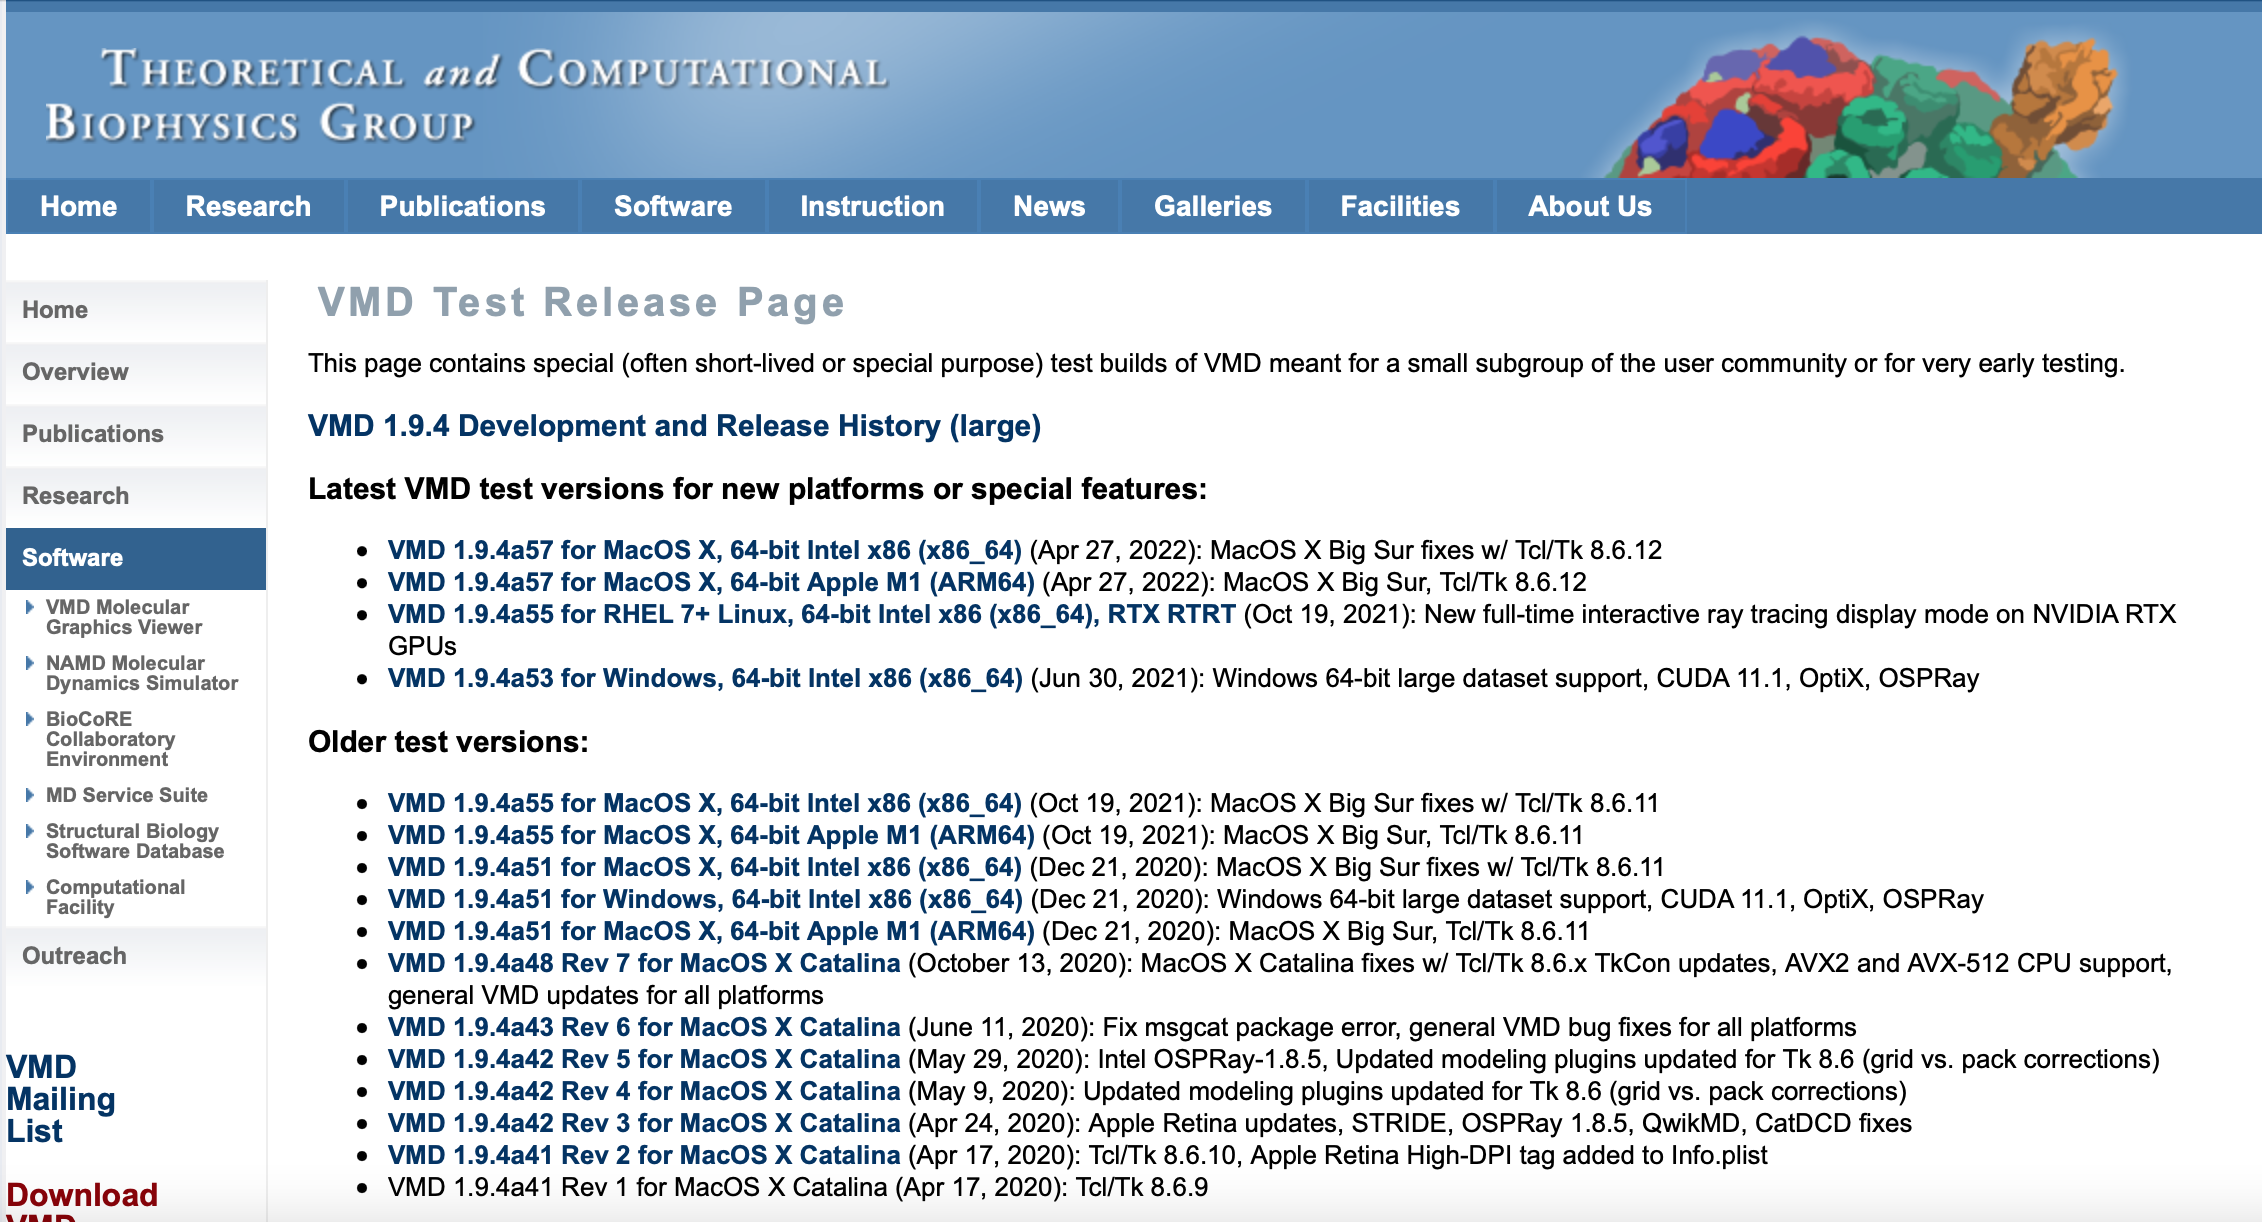 THEORETICAL and COMPUTATIONAL
BIOPHYSICS GROUP
Home Research Publications Software Instruction News Galleries Facilities About Us
Home
Overview
Publications
Research
Software
VMD Molecular
Graphics Viewer
NAMD Molecular
Dynamics Simulator
BioCoRE
Collaboratory
Environment
MD Service Suite
Structural Biology
Software Database
Computational
Facility
Outreach
VMD
Mailing
List
Download
VMD
VMD Test Release Page
This page contains special (often short-lived or special purpose) test builds of VMD meant for a small subgroup of the user community or for very early testing.
VMD 1.9.4 Development and Release History (large)
Latest VMD test versions for new platforms or special features:
• VMD 1.9.4a57 for MacOS X, 64-bit Intel x86 (x86_64) (Apr 27, 2022): MacOS X Big Sur fixes w/ Tcl/Tk 8.6.12
• VMD 1.9.4a57 for MacOS X, 64-bit Apple M1 (ARM64) (Apr 27, 2022): MacOS X Big Sur, Tcl/Tk 8.6.12
• VMD 1.9.4a55 for RHEL 7+ Linux, 64-bit Intel x86 (x86_64), RTX RTRT (Oct 19, 2021): New full-time interactive ray tracing display mode on NVIDIA RTX
GPUs
• VMD 1.9.4a53 for Windows, 64-bit Intel x86 (x86_64) (Jun 30, 2021): Windows 64-bit large dataset support, CUDA 11.1, OptiX, OSPRay
Older test versions:
• VMD 1.9.4a55 for MacOS X, 64-bit Intel x86 (x86_64) (Oct 19, 2021): MacOS X Big Sur fixes w/ Tcl/Tk 8.6.11
• VMD 1.9.4a55 for MacOS X, 64-bit Apple M1 (ARM64) (Oct 19, 2021): MacOS X Big Sur, Tcl/Tk 8.6.11
• VMD 1.9.4a51 for MacOS X, 64-bit Intel x86 (x86_64) (Dec 21, 2020): MacOS X Big Sur fixes w/ Tcl/Tk 8.6.11
• VMD 1.9.4a51 for Windows, 64-bit Intel x86 (x86_64) (Dec 21, 2020): Windows 64-bit large dataset support, CUDA 11.1, OptiX, OSPRay
• VMD 1.9.4a51 for MacOS X, 64-bit Apple M1 (ARM64) (Dec 21, 2020): MacOS X Big Sur, Tcl/Tk 8.6.11
• VMD 1.9.4a48 Rev 7 for MacOS X Catalina (October 13, 2020): MacOS X Catalina fixes w/ Tcl/Tk 8.6.x TkCon updates, AVX2 and AVX-512 CPU support,
general VMD updates for all platforms
• VMD 1.9.4a43 Rev 6 for MacOS X Catalina (June 11, 2020): Fix msgcat package error, general VMD bug fixes for all platforms
• VMD 1.9.4a42 Rev 5 for MacOS X Catalina (May 29, 2020): Intel OSPRay-1.8.5, Updated modeling plugins updated for Tk 8.6 (grid vs. pack corrections)
• VMD 1.9.4a42 Rev 4 for MacOS X Catalina (May 9, 2020): Updated modeling plugins updated for Tk 8.6 (grid vs. pack corrections)
• VMD 1.9.4a42 Rev 3 for MacOS X Catalina (Apr 24, 2020): Apple Retina updates, STRIDE, OSPRay 1.8.5, QwikMD, CatDCD fixes
• VMD 1.9.4a41 Rev 2 for MacOS X Catalina (Apr 17, 2020): Tcl/Tk 8.6.10, Apple Retina High-DPI tag added to Info.plist
• VMD 1.9.4a41 Rev 1 for MacOS X Catalina (Apr 17, 2020): Tcl/Tk 8.6.9